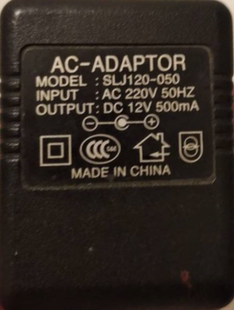 AC-ADAPTOR
MODEL : SLJ120-050
INPUT : AC 220V 50HZ
OUTPUT: DC 12V 500mA
MADE IN CHINA